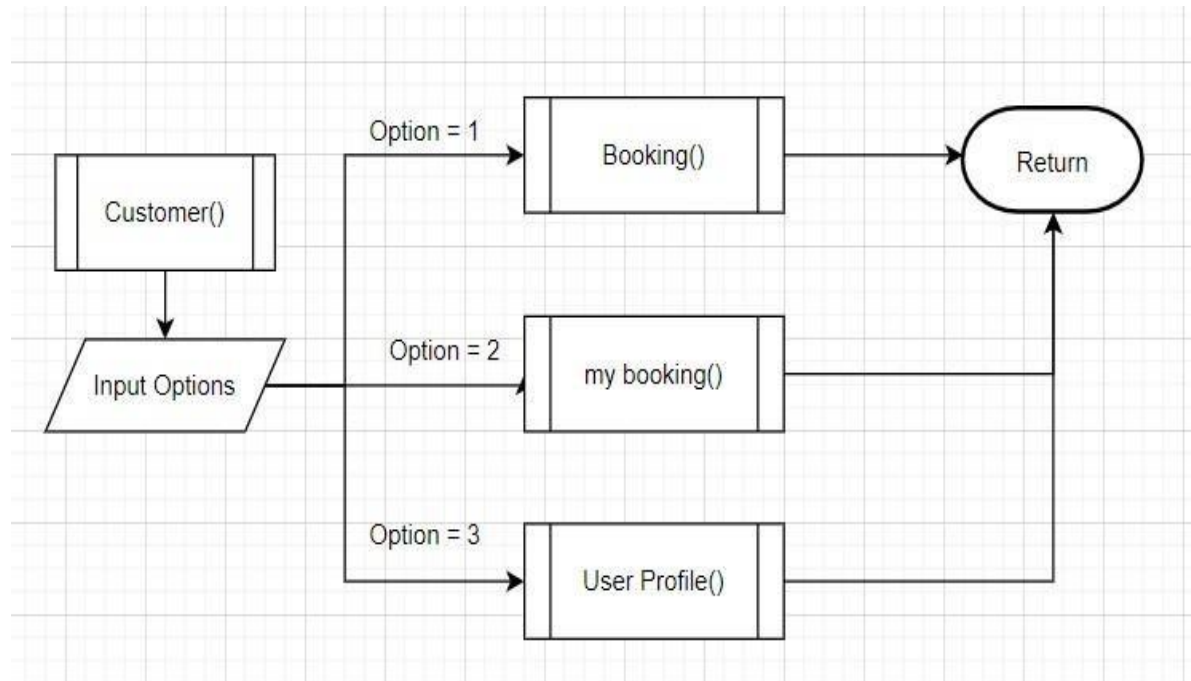 Customer()
Input Options
Option = 1
Booking()
Return
Option = 2
my booking()
Option = 3
User Profile()